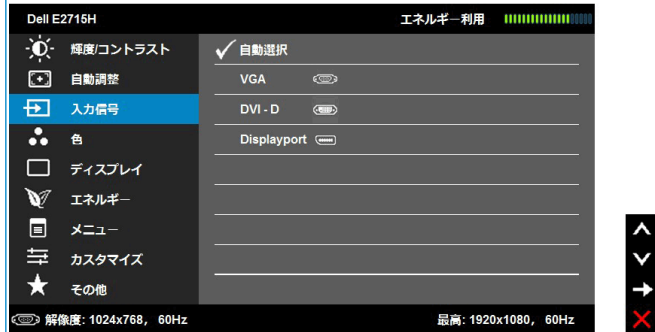 Dell E2715H エネルギー利用
輝度/コントラスト 自動選択
自動調整 VGA
入力信号 DVI - D
色 Displayport
ディスプレイ
エネルギー
メニュー
カスタマイズ
その他
解像度: 1024x768, 60Hz 最高: 1920x1080, 60Hz